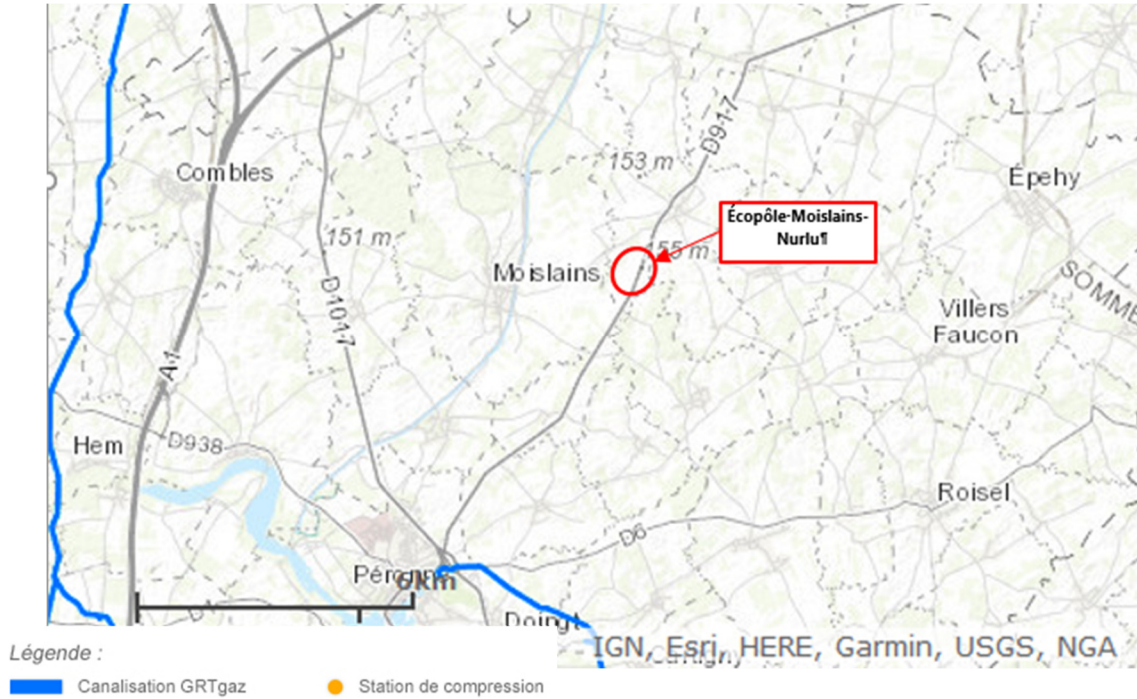 153 m
D917
Combles
Épehy
Écopôle·Moislains-
Nurlu¶
151 m
155 m
Moislains
SOMME
D1017
Villers
Faucon
A1
D938
Hem
Roisel
D6
Péronne
6km
Doingt
IGN, Esri, HERE, Garmin, USGS, NGA
Légende :
Canalisation GRTgaz
Station de compression